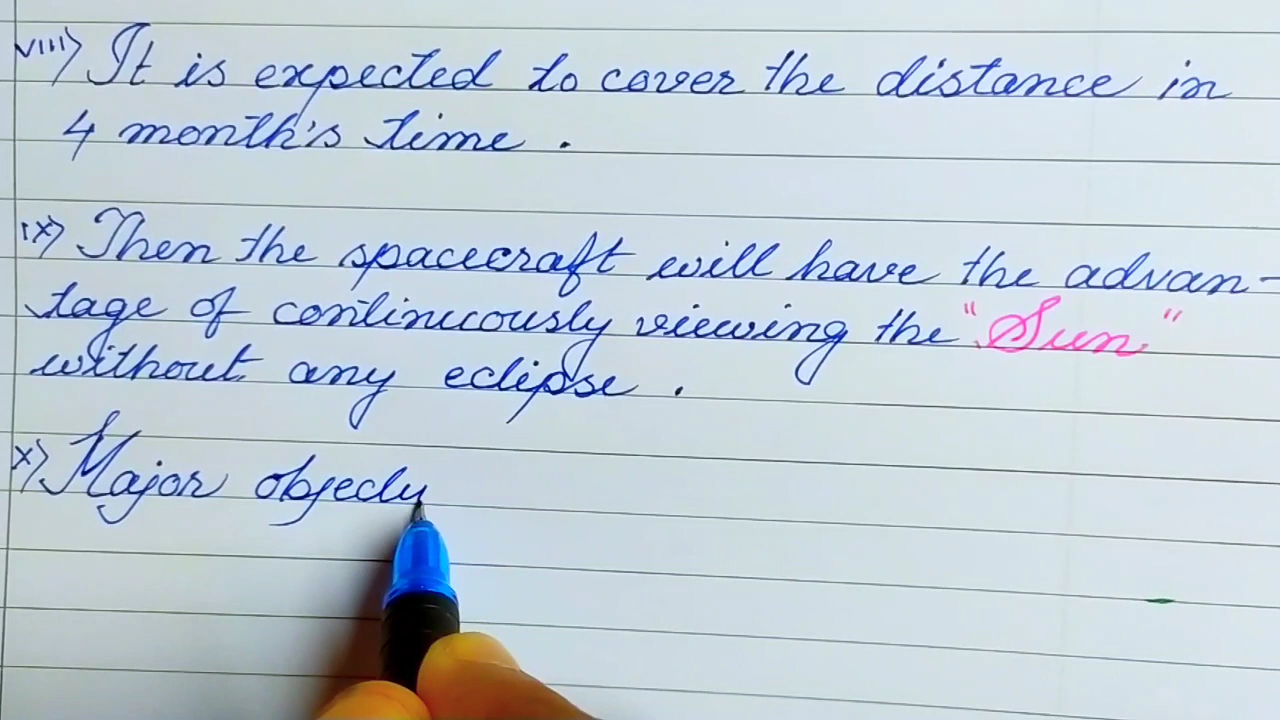 viii) It is expected to cover the distance in
4 month's time .
ix) Then the spacecraft will have the advan-
tage of continuously viewing the "Sun"
without any eclipse .
x) Major